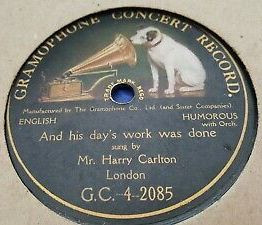 GRAMOPHONE CONCERT RECORD.
TRADE MARK
Manufactured by The Gramophone Co., Ltd. (and Sister Companies).
ENGLISH HUMOROUS
with Orch.
And his day's work was done
sung by
Mr. Harry Carlton
London
G.C.-4-2085